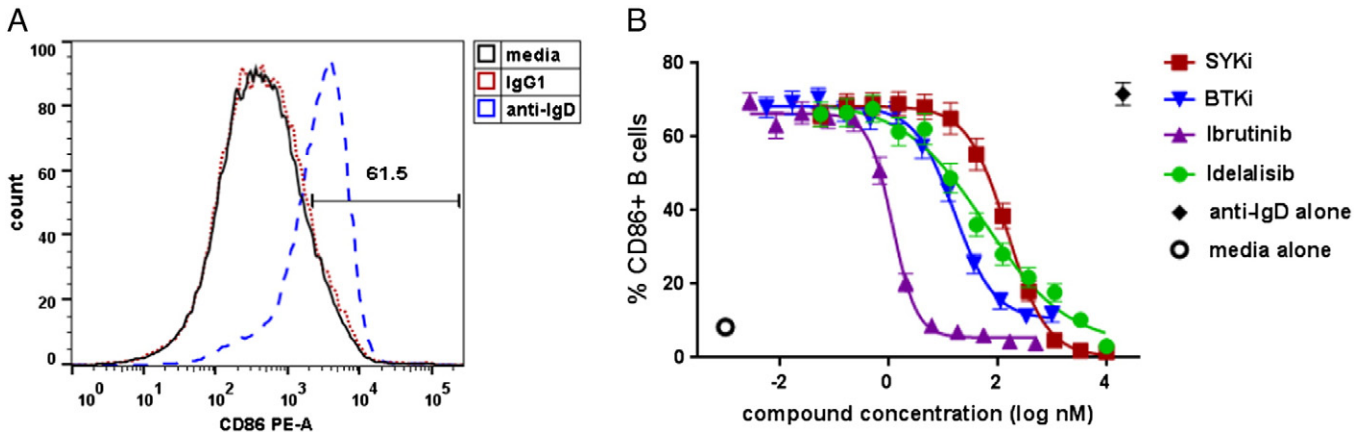 A
count
100
80
60
40
20
0
10^0 10^1 10^2 10^3 10^4 10^5
CD86 PE-A
61.5
media
IgG1
anti-IgD
B
% CD86+ B cells
80
60
40
20
0
-2 0 2 4
compound concentration (log nM)
SYKi
BTKi
Ibrutinib
Idelalisib
anti-IgD alone
media alone